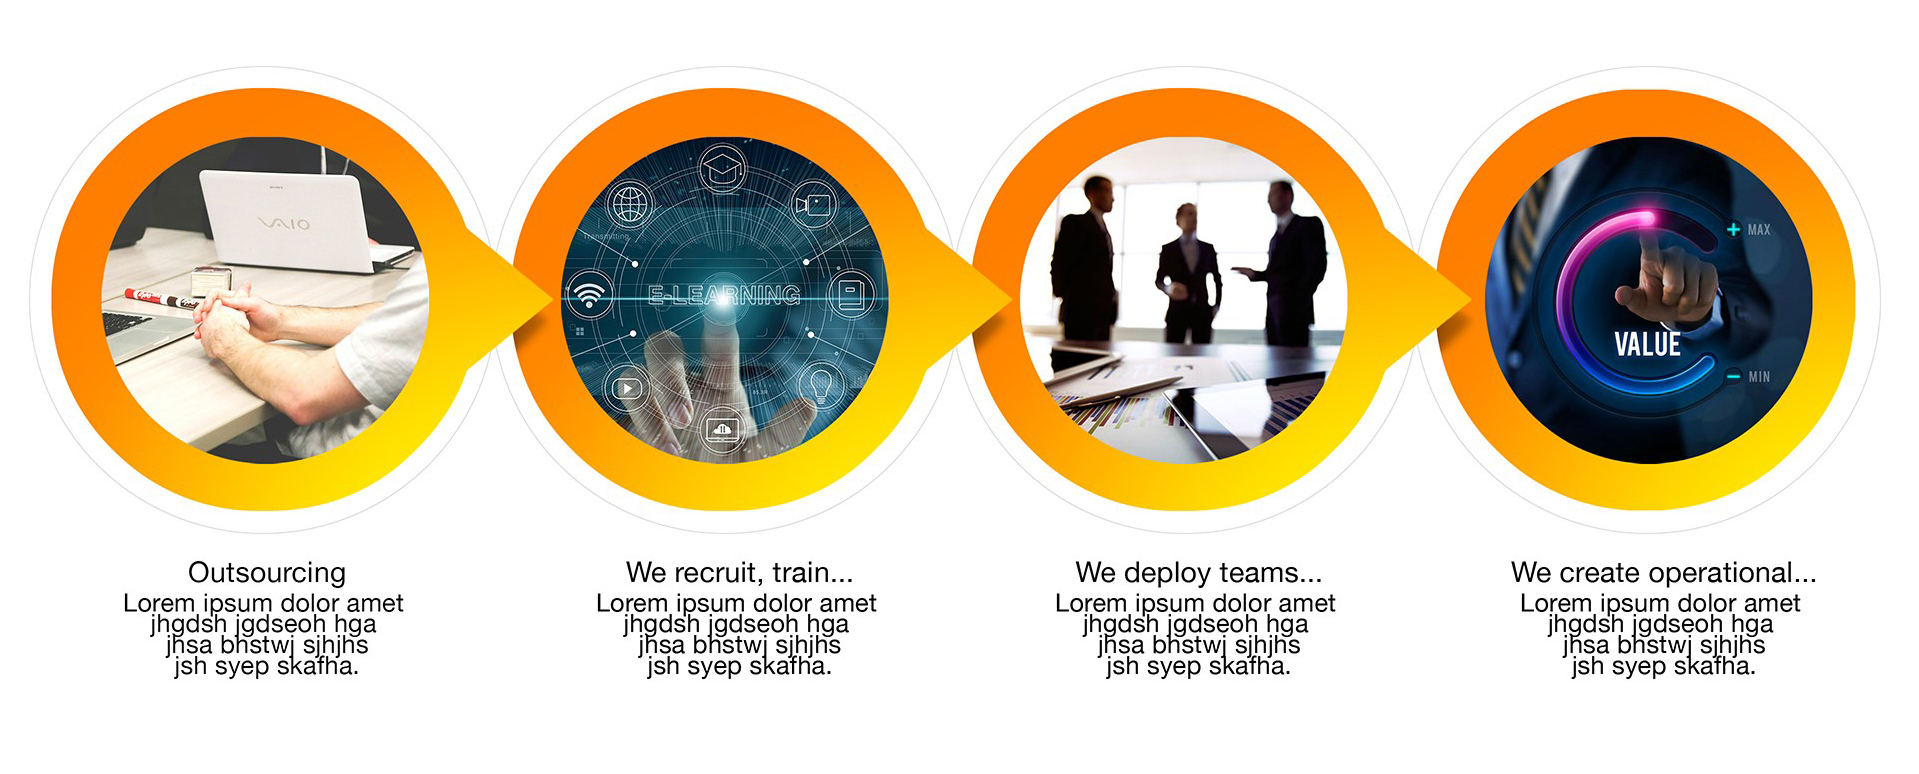 VAIO
Transmitting
E-LEARNING
+ MAX
VALUE
- MIN
Outsourcing
Lorem ipsum dolor amet
jhgdsh jgdseoh hga
jhsa bhstwj sjhjhs
jsh syep skafha.
We recruit, train...
Lorem ipsum dolor amet
jhgdsh jgdseoh hga
jhsa bhstwj sjhjhs
jsh syep skafha.
We deploy teams...
Lorem ipsum dolor amet
jhgdsh jgdseoh hga
jhsa bhstwj sjhjhs
jsh syep skafha.
We create operational...
Lorem ipsum dolor amet
jhgdsh jgdseoh hga
jhsa bhstwj sjhjhs
jsh syep skafha.